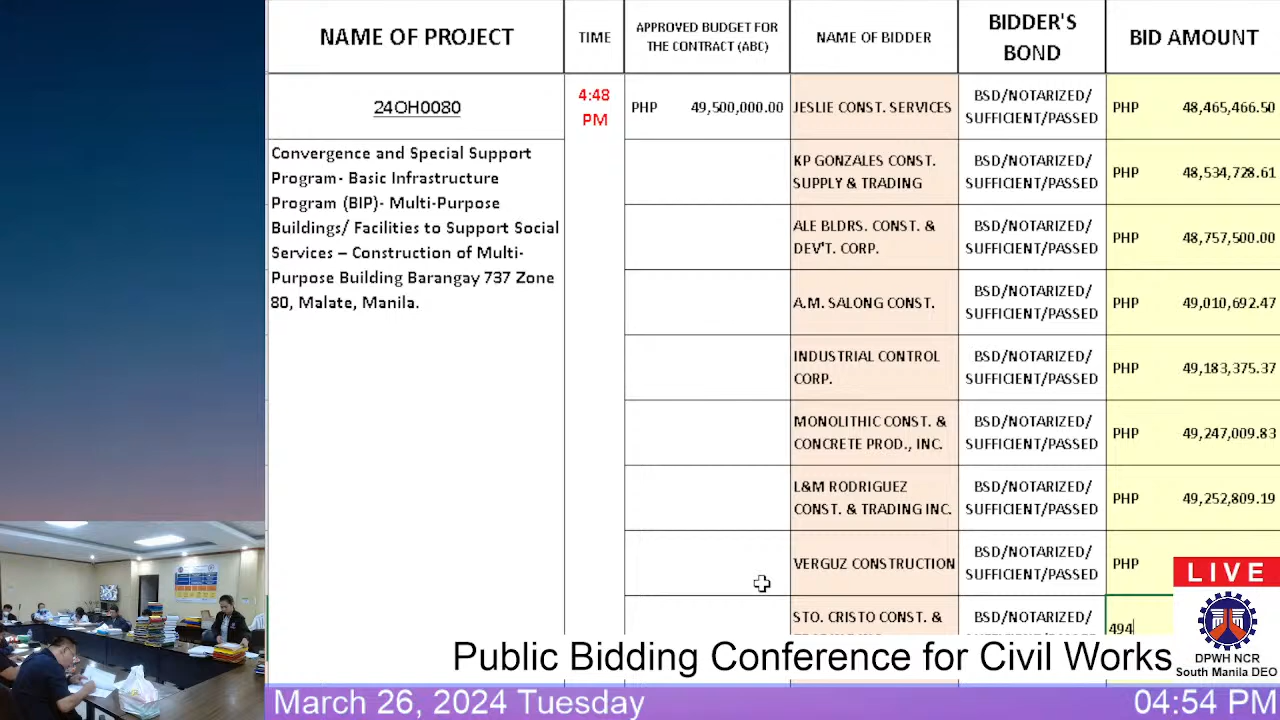 NAME OF PROJECT
TIME
APPROVED BUDGET FOR
THE CONTRACT (ABC)
NAME OF BIDDER
BIDDER'S
BOND
BID AMOUNT
24OH0080
4:48
PM
PHP 49,500,000.00
JESLIE CONST. SERVICES
BSD/NOTARIZED/
SUFFICIENT/PASSED
PHP 48,465,466.50
Convergence and Special Support
Program- Basic Infrastructure
Program (BIP)- Multi-Purpose
Buildings/ Facilities to Support Social
Services – Construction of Multi-
Purpose Building Barangay 737 Zone
80, Malate, Manila.
KP GONZALES CONST.
SUPPLY & TRADING
BSD/NOTARIZED/
SUFFICIENT/PASSED
PHP 48,534,728.61
ALE BLDRS. CONST. &
DEV'T. CORP.
BSD/NOTARIZED/
SUFFICIENT/PASSED
PHP 48,757,500.00
A.M. SALONG CONST.
BSD/NOTARIZED/
SUFFICIENT/PASSED
PHP 49,010,692.47
INDUSTRIAL CONTROL
CORP.
BSD/NOTARIZED/
SUFFICIENT/PASSED
PHP 49,183,375.37
MONOLITHIC CONST. &
CONCRETE PROD., INC.
BSD/NOTARIZED/
SUFFICIENT/PASSED
PHP 49,247,009.83
L&M RODRIGUEZ
CONST. & TRADING INC.
BSD/NOTARIZED/
SUFFICIENT/PASSED
PHP 49,252,809.19
VERGUZ CONSTRUCTION
BSD/NOTARIZED/
SUFFICIENT/PASSED
PHP
STO. CRISTO CONST. &
BSD/NOTARIZED/
494
LIVE
DPWH NCR
South Manila DEO
Public Bidding Conference for Civil Works
March 26, 2024 Tuesday
04:54 PM